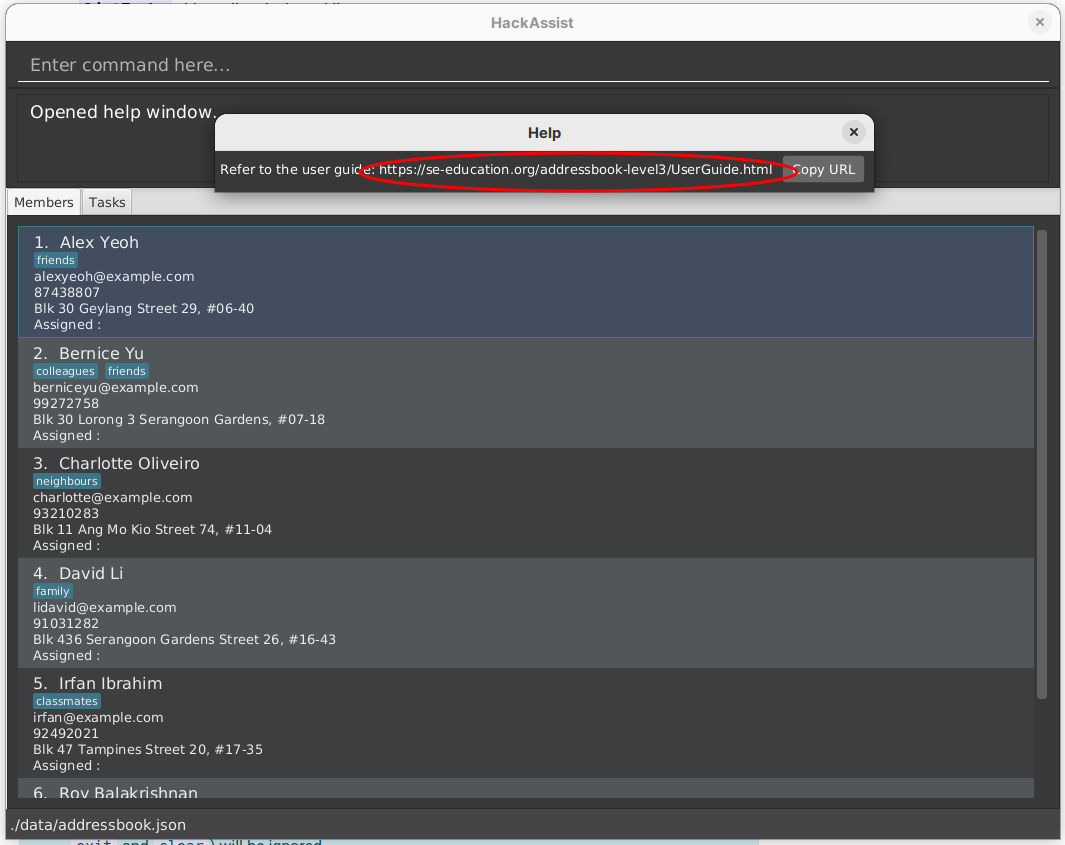 HackAssist
Enter command here...
Opened help window.
Help
Refer to the user guide: https://se-education.org/addressbook-level3/UserGuide.html
Copy URL
Members
Tasks
1. Alex Yeoh
friends
alexyeoh@example.com
87438807
Blk 30 Geylang Street 29, #06-40
Assigned :
2. Bernice Yu
colleagues friends
berniceyu@example.com
99272758
Blk 30 Lorong 3 Serangoon Gardens, #07-18
Assigned :
3. Charlotte Oliveiro
neighbours
charlotte@example.com
93210283
Blk 11 Ang Mo Kio Street 74, #11-04
Assigned :
4. David Li
family
lidavid@example.com
91031282
Blk 436 Serangoon Gardens Street 26, #16-43
Assigned :
5. Irfan Ibrahim
classmates
irfan@example.com
92492021
Blk 47 Tampines Street 20, #17-35
Assigned :
6. Roy Balakrishnan
./data/addressbook.json
exit and clear ) will be ignored